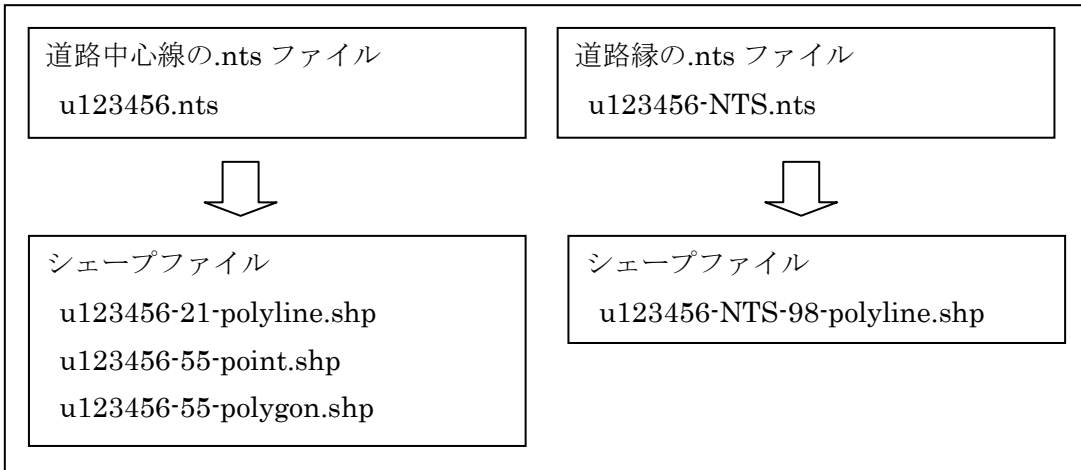 道路中心線の.nts ファイル
u123456.nts
道路縁の.nts ファイル
u123456-NTS.nts
シェープファイル
u123456-21-polyline.shp
u123456-55-point.shp
u123456-55-polygon.shp
シェープファイル
u123456-NTS-98-polyline.shp